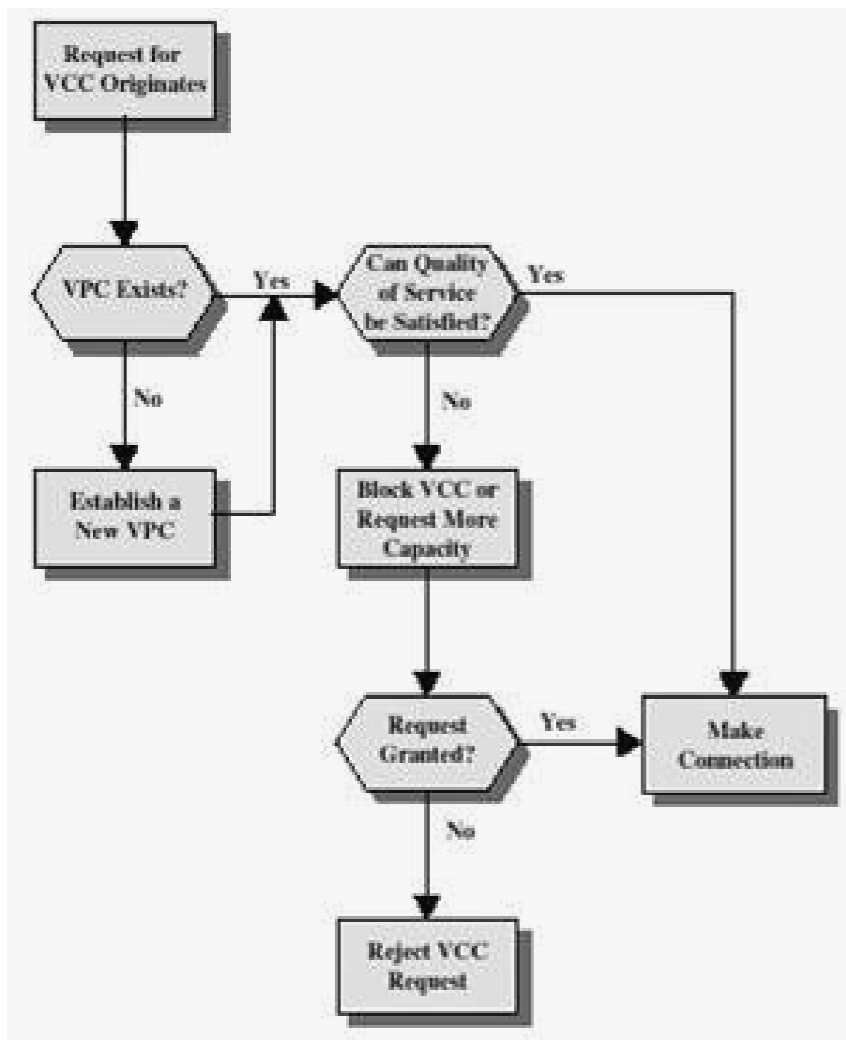 Request for
VCC Originates
VPC Exists?
Yes
Can Quality
of Service
be Satisfied?
Yes
No
No
Establish a
New VPC
Block VCC or
Request More
Capacity
Request
Granted?
Yes
Make
Connection
No
Reject VCC
Request